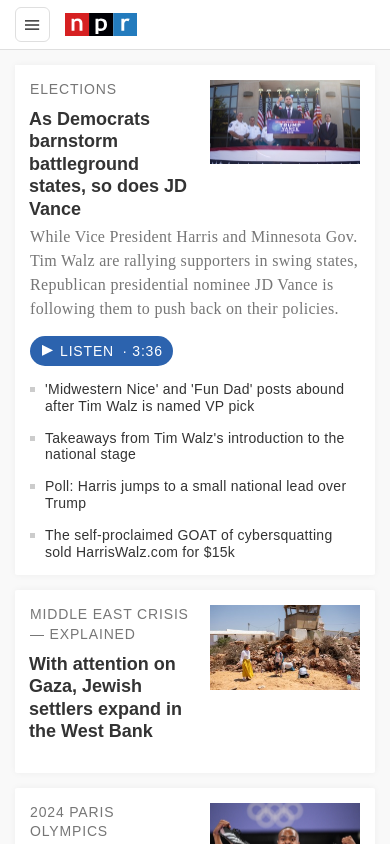 npr
ELECTIONS
As Democrats
barnstorm
battleground
states, so does JD
Vance
TRUMP
VANCE
While Vice President Harris and Minnesota Gov.
Tim Walz are rallying supporters in swing states,
Republican presidential nominee JD Vance is
following them to push back on their policies.
LISTEN · 3:36
'Midwestern Nice' and 'Fun Dad' posts abound
after Tim Walz is named VP pick
Takeaways from Tim Walz's introduction to the
national stage
Poll: Harris jumps to a small national lead over
Trump
The self-proclaimed GOAT of cybersquatting
sold HarrisWalz.com for $15k
MIDDLE EAST CRISIS
— EXPLAINED
With attention on
Gaza, Jewish
settlers expand in
the West Bank
2024 PARIS
OLYMPICS